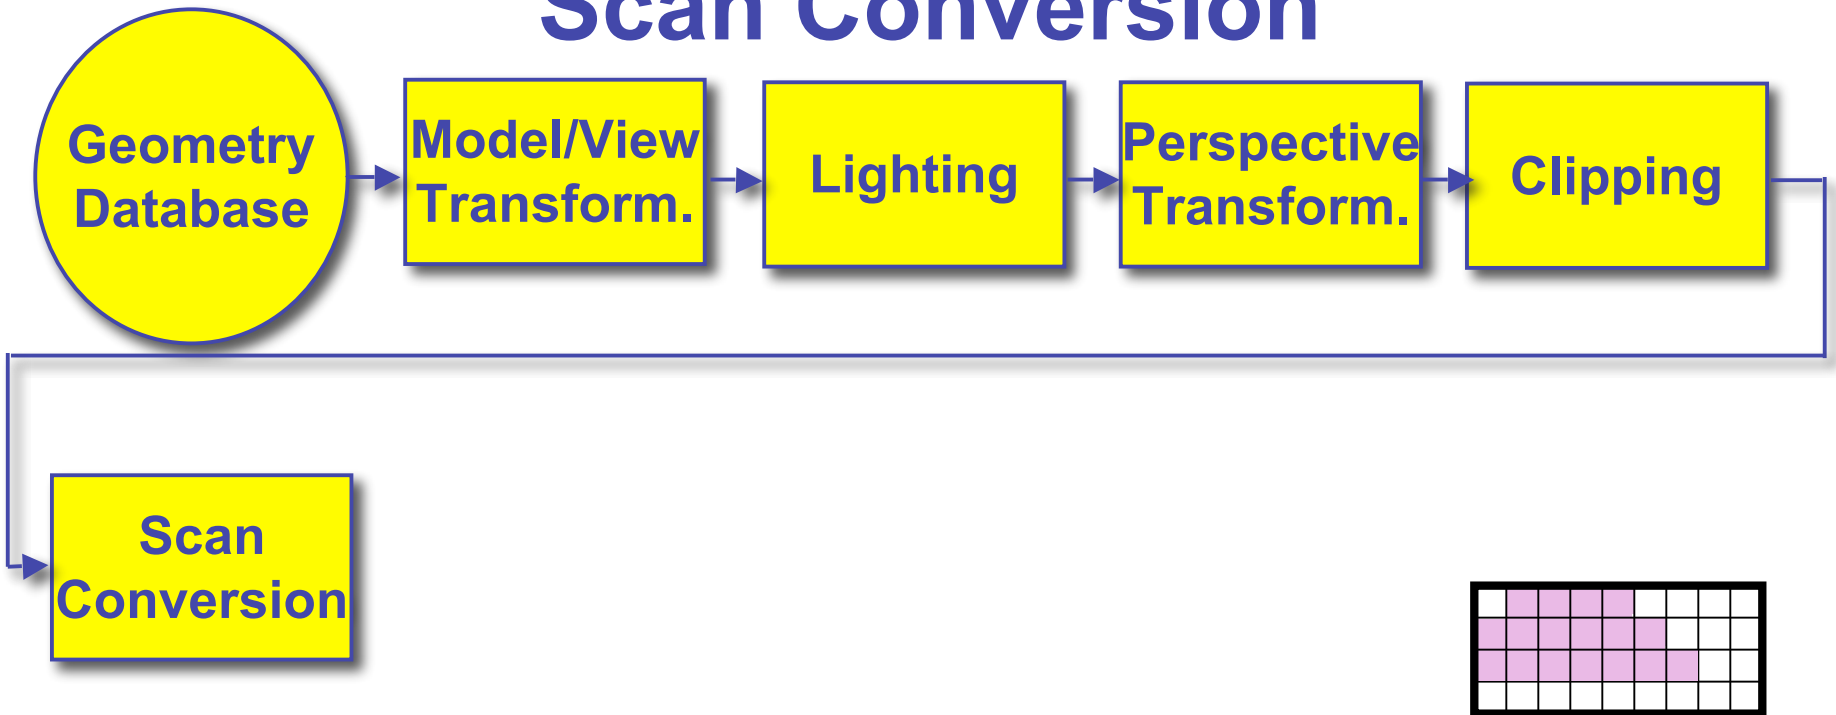 Scan Conversion
Geometry
Database
Model/View
Transform.
Lighting
Perspective
Transform.
Clipping
Scan
Conversion